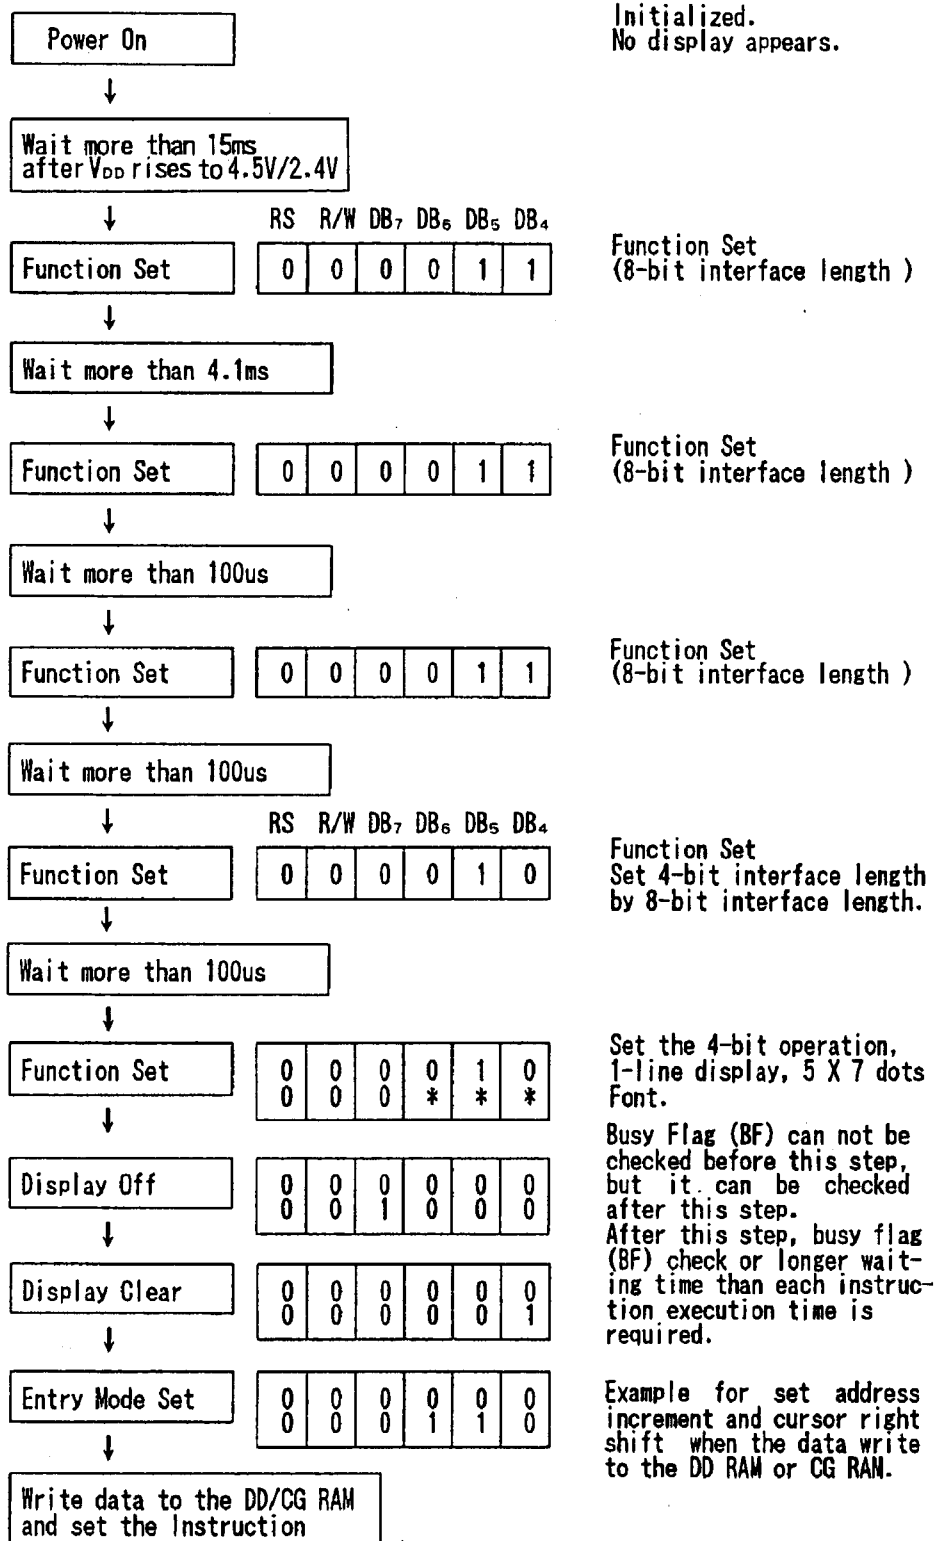 Power On
Initialized.
No display appears.
↓
Wait more than 15ms
after VDD rises to 4.5V/2.4V
↓
RS R/W DB7 DB6 DB5 DB4
Function Set
0 0 0 0 1 1
Function Set
(8-bit interface length )
↓
Wait more than 4.1ms
↓
Function Set
0 0 0 0 1 1
Function Set
(8-bit interface length )
↓
Wait more than 100us
↓
Function Set
0 0 0 0 1 1
Function Set
(8-bit interface length )
↓
Wait more than 100us
↓
RS R/W DB7 DB6 DB5 DB4
Function Set
0 0 0 0 1 0
Function Set
Set 4-bit interface length
by 8-bit interface length.
↓
Wait more than 100us
↓
Function Set
0 0 0 0 1 0
0 0 0 * * *
Set the 4-bit operation,
1-line display, 5 X 7 dots
Font.
↓
Display Off
0 0 0 0 0 0
0 0 1 0 0 0
Busy Flag (BF) can not be
checked before this step,
but it can be checked
after this step.
After this step, busy flag
(BF) check or longer wait-
ing time than each instruc-
tion execution time is
required.
↓
Display Clear
0 0 0 0 0 0
0 0 0 0 0 1
↓
Entry Mode Set
0 0 0 0 0 0
0 0 0 1 1 0
Example for set address
increment and cursor right
shift when the data write
to the DD RAM or CG RAM.
↓
Write data to the DD/CG RAM
and set the Instruction